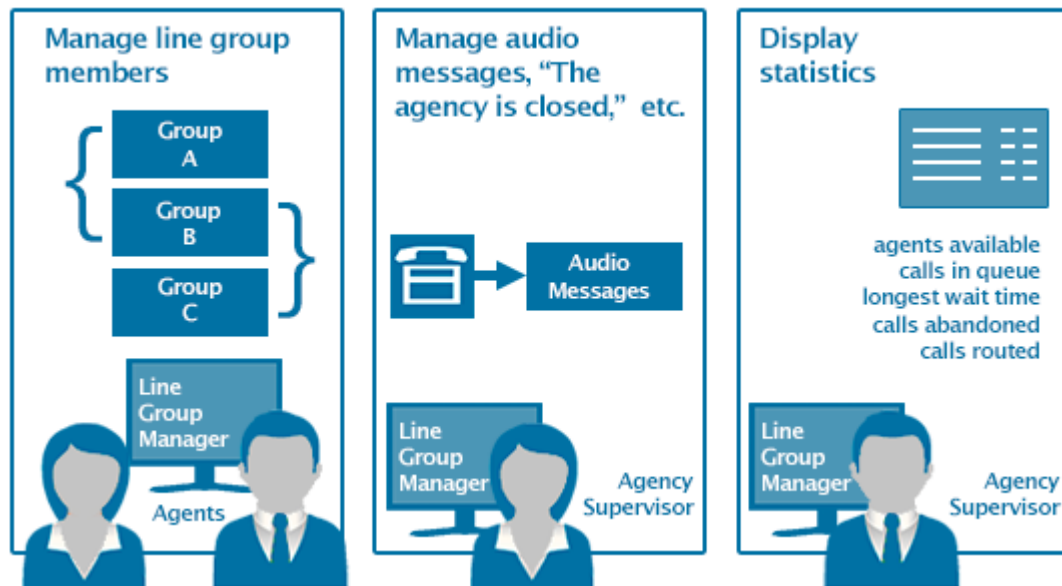 Manage line group
members
Group
A
Group
B
Group
C
Line
Group
Manager
Agents
Manage audio
messages, “The
agency is closed,” etc.
Audio
Messages
Line
Group
Manager
Agency
Supervisor
Display
statistics
agents available
calls in queue
longest wait time
calls abandoned
calls routed
Line
Group
Manager
Agency
Supervisor